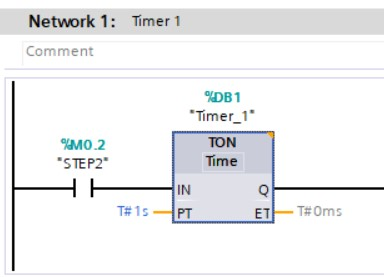 Network 1: Timer 1
Comment
%DB1
"Timer_1"
%M0.2
"STEP2"
TON
Time
IN Q
T#1s PT ET T#0ms